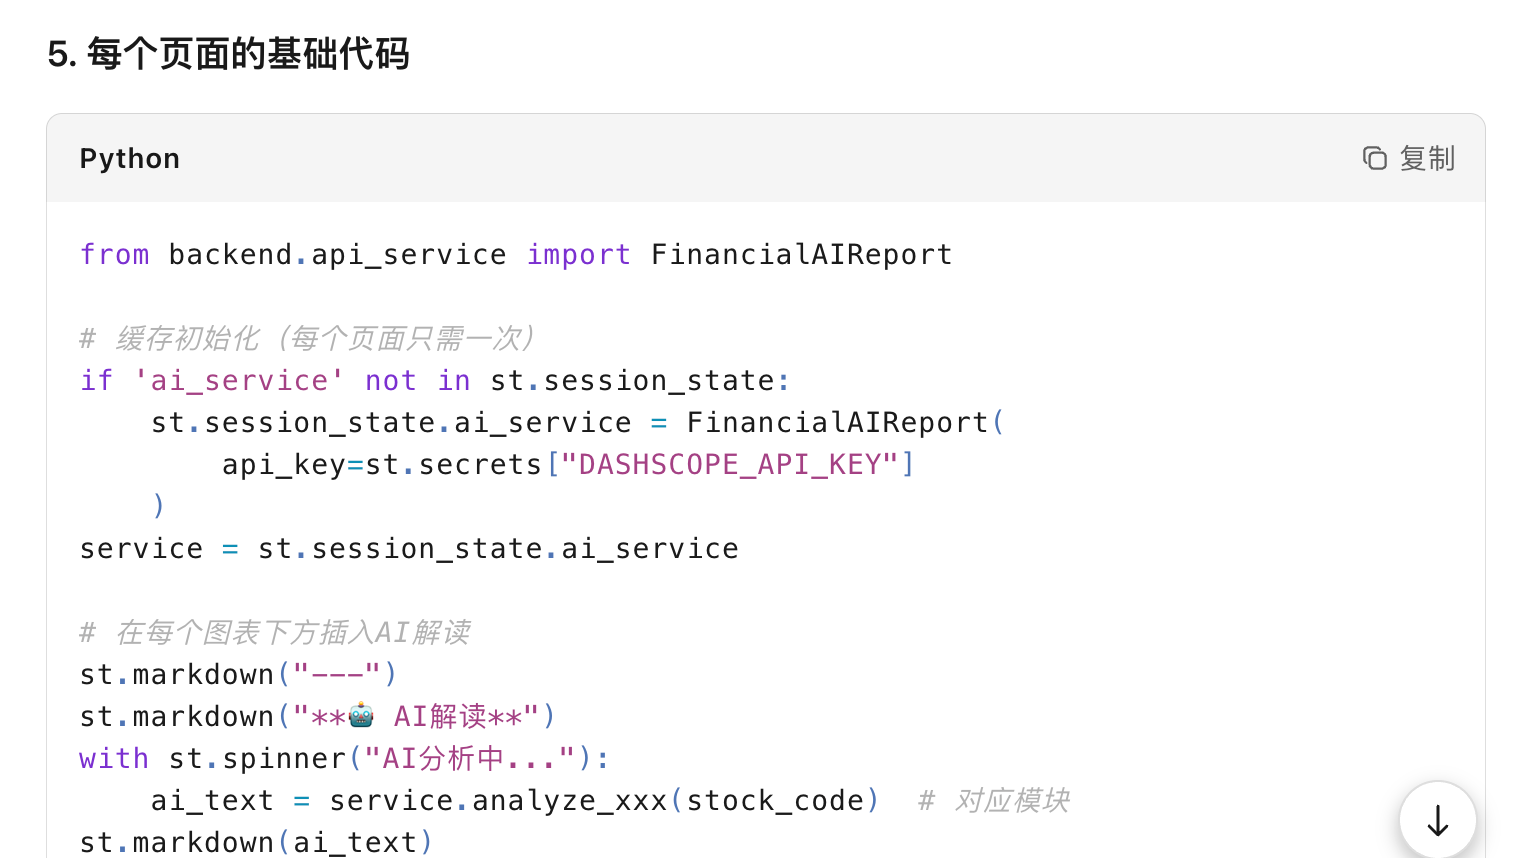 5. 每个页面的基础代码
Python
复制
from backend.api_service import FinancialAIReport
# 缓存初始化（每个页面只需一次）
if 'ai_service' not in st.session_state:
    st.session_state.ai_service = FinancialAIReport(
        api_key=st.secrets["DASHSCOPE_API_KEY"]
    )
service = st.session_state.ai_service
# 在每个图表下方插入AI解读
st.markdown("---")
st.markdown("**🤖 AI解读**")
with st.spinner("AI分析中..."):
    ai_text = service.analyze_xxx(stock_code)  # 对应模块
st.markdown(ai_text)